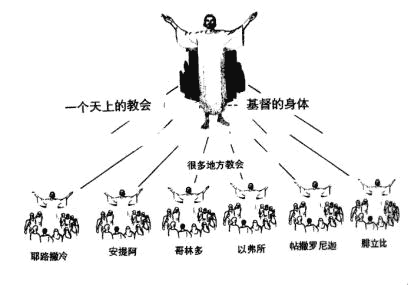 一个天上的教会
基督的身体
很多地方教会
耶路撒冷
安提阿
哥林多
以弗所
帖撒罗尼迦
腓立比